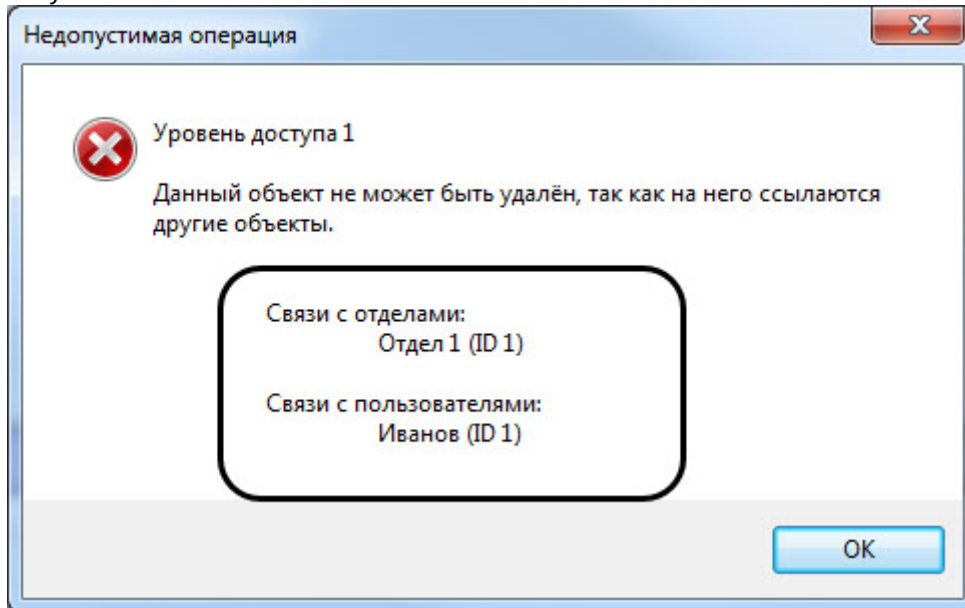 Недопустимая операция
Уровень доступа 1
Данный объект не может быть удалён, так как на него ссылаются
другие объекты.
Связи с отделами:
Отдел 1 (ID 1)
Связи с пользователями:
Иванов (ID 1)
OK